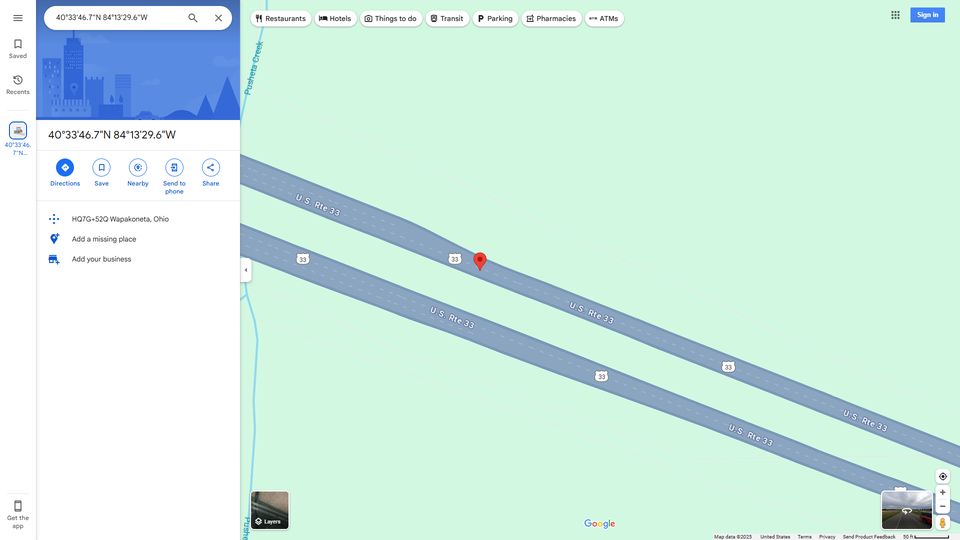 40°33'46.7"N 84°13'29.6"W
Restaurants
Hotels
Things to do
Transit
Parking
Pharmacies
ATMs
Sign in
Saved
Recents
40°33'46.
7"N...
Get the
app
40°33'46.7"N 84°13'29.6"W
Directions
Save
Nearby
Send to
phone
Share
HQ7G+52Q Wapakoneta, Ohio
Add a missing place
Add your business
Pusheta Creek
U.S. Rte 33
33
33
U.S. Rte 33
U.S. Rte 33
33
33
U.S. Rte 33
U.S. Rte 33
Layers
Google
Map data ©2025
United States
Terms
Privacy
Send Product Feedback
50 ft